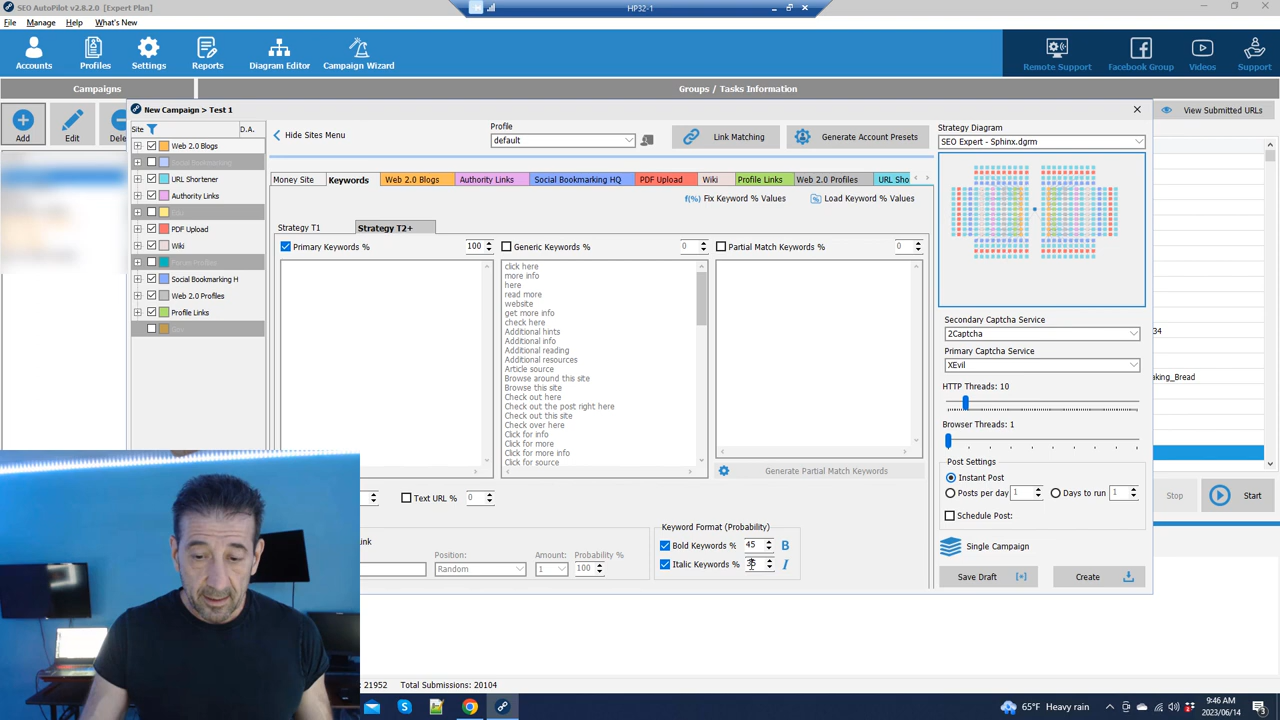 SEO AutoPilot v2.8.2.0 [Expert Plan]
HP32-1
File Manage Help What's New
Accounts Profiles Settings Reports Diagram Editor Campaign Wizard
Remote Support Facebook Group Videos Support
Campaigns
Groups / Tasks Information
Add Edit Dele
View Submitted URLs
New Campaign > Test 1
Site D.A.
Web 2.0 Blogs
Social Bookmarking
URL Shortener
Authority Links
PDF Upload
Wiki
Social Bookmarking H
Web 2.0 Profiles
Profile Links
Hide Sites Menu
Profile
default
Link Matching
Generate Account Presets
Money Site Keywords Web 2.0 Blogs Authority Links Social Bookmarking HQ PDF Upload Wiki Profile Links Web 2.0 Profiles URL Sho
f(%) Fix Keyword % Values
Load Keyword % Values
Strategy T1 Strategy T2+
Primary Keywords % 100
Generic Keywords % 0
Partial Match Keywords % 0
click here
more info
here
read more
website
get more info
check here
Additional hints
Additional info
Additional reading
Additional resources
Article source
Browse around this site
Browse this site
Check out here
Check out the post right here
Check out this site
Check over here
Click for info
Click for more
Click for more info
Click for source
Generate Partial Match Keywords
Text URL % 0
Link
Position:
Random
Amount:
1
Probability %
100
Keyword Format (Probability)
Bold Keywords % 45 B
Italic Keywords % 35 I
Strategy Diagram
SEO Expert - Sphinx.dgrm
Secondary Captcha Service
2Captcha
Primary Captcha Service
XEvil
HTTP Threads: 10
Browser Threads: 1
Post Settings
Instant Post
Posts per day 1 Days to run 1
Schedule Post:
Single Campaign
Save Draft
Create
34
aking_Bread
Stop
Start
21952 Total Submissions: 20104
65°F Heavy rain
9:46 AM
2023/06/14
3